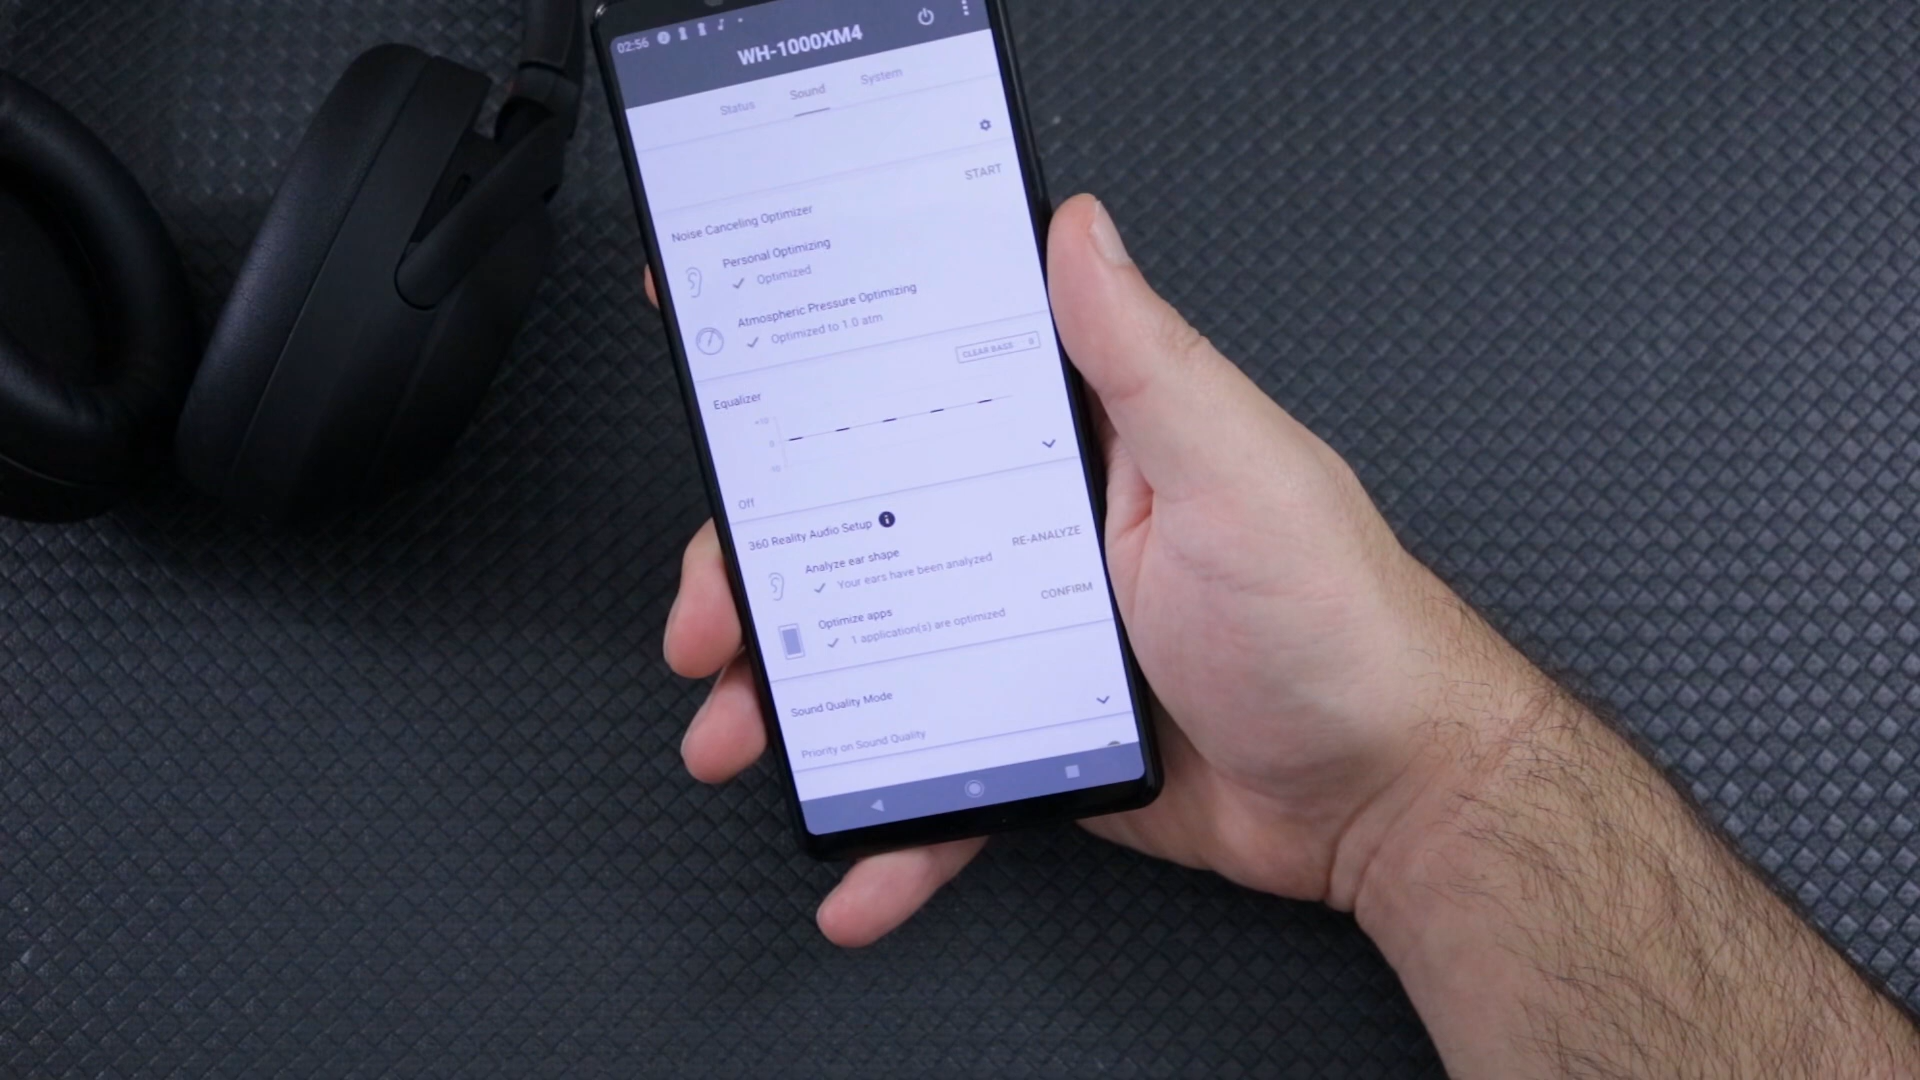 02:56
WH-1000XM4
Status Sound System
START
Noise Canceling Optimizer
Personal Optimizing
Optimized
Atmospheric Pressure Optimizing
Optimized to 1.0 atm
CLEAR BASS
Equalizer
+10
0
Off
360 Reality Audio Setup
Analyze ear shape
Your ears have been analyzed
RE-ANALYZE
Optimize apps
1 application(s) are optimized
CONFIRM
Sound Quality Mode
Priority on Sound Quality